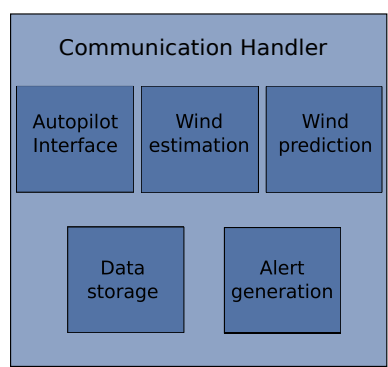 Communication Handler
Autopilot
Interface
Wind
estimation
Wind
prediction
Data
storage
Alert
generation